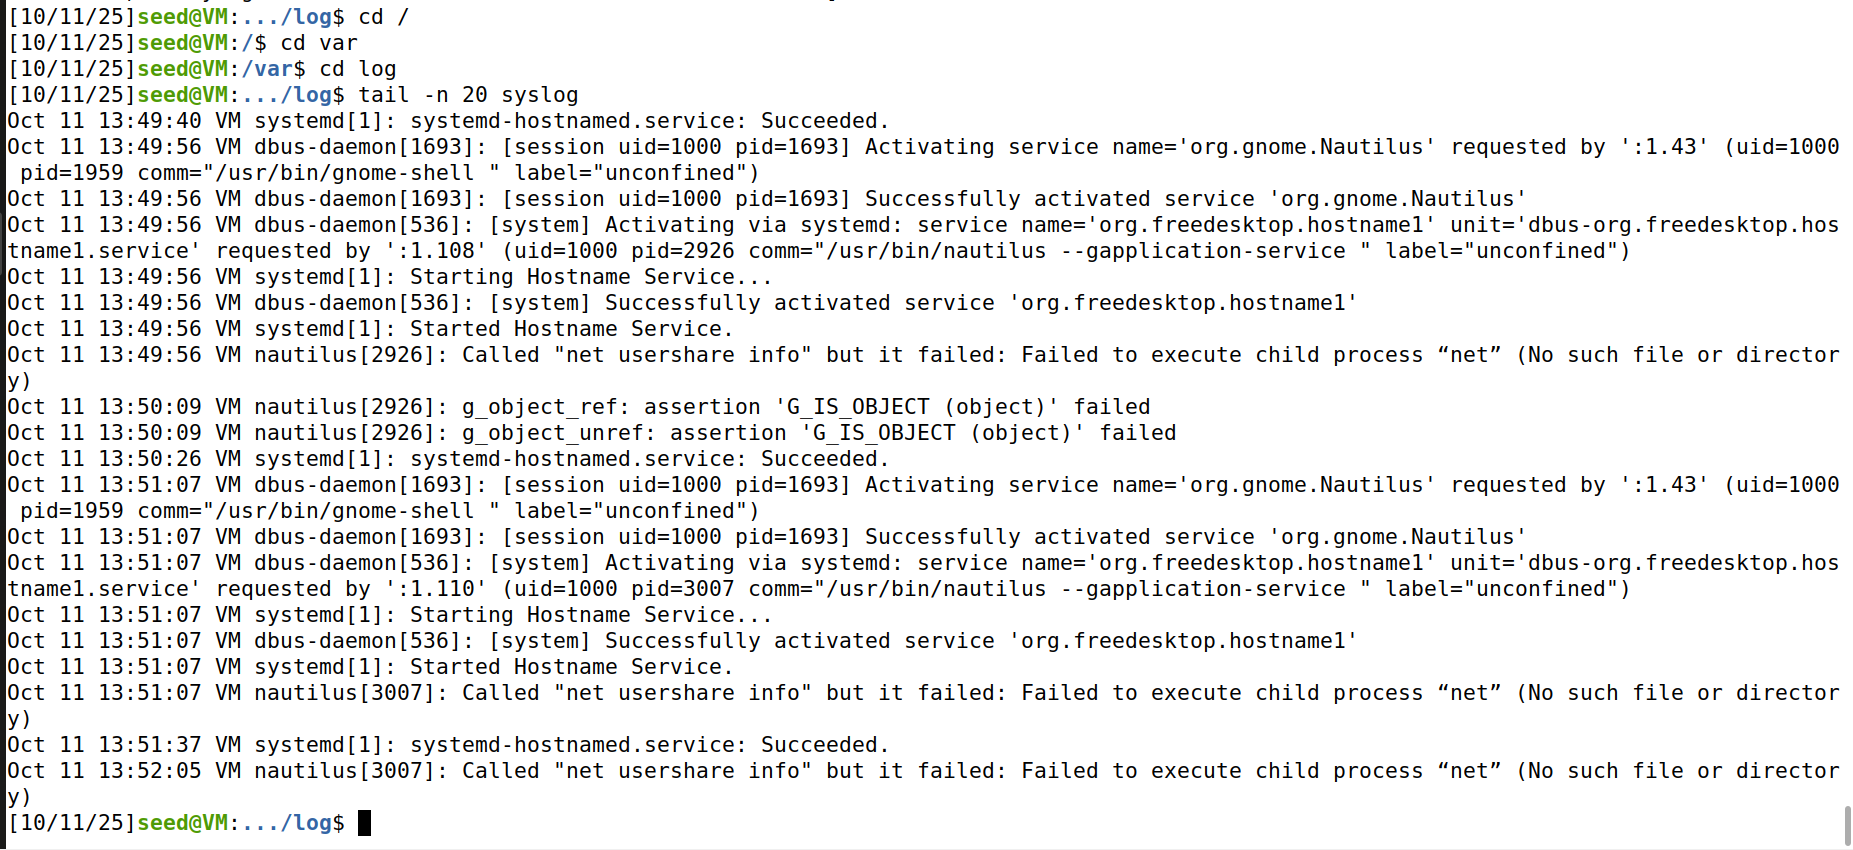 [10/11/25]seed@VM:.../log$ cd /
[10/11/25]seed@VM:/$ cd var
[10/11/25]seed@VM:/var$ cd log
[10/11/25]seed@VM:.../log$ tail -n 20 syslog
Oct 11 13:49:40 VM systemd[1]: systemd-hostnamed.service: Succeeded.
Oct 11 13:49:56 VM dbus-daemon[1693]: [session uid=1000 pid=1693] Activating service name='org.gnome.Nautilus' requested by ':1.43' (uid=1000
 pid=1959 comm="/usr/bin/gnome-shell " label="unconfined")
Oct 11 13:49:56 VM dbus-daemon[1693]: [session uid=1000 pid=1693] Successfully activated service 'org.gnome.Nautilus'
Oct 11 13:49:56 VM dbus-daemon[536]: [system] Activating via systemd: service name='org.freedesktop.hostname1' unit='dbus-org.freedesktop.hos
tname1.service' requested by ':1.108' (uid=1000 pid=2926 comm="/usr/bin/nautilus --gapplication-service " label="unconfined")
Oct 11 13:49:56 VM systemd[1]: Starting Hostname Service...
Oct 11 13:49:56 VM dbus-daemon[536]: [system] Successfully activated service 'org.freedesktop.hostname1'
Oct 11 13:49:56 VM systemd[1]: Started Hostname Service.
Oct 11 13:49:56 VM nautilus[2926]: Called "net usershare info" but it failed: Failed to execute child process “net” (No such file or director
y)
Oct 11 13:50:09 VM nautilus[2926]: g_object_ref: assertion 'G_IS_OBJECT (object)' failed
Oct 11 13:50:09 VM nautilus[2926]: g_object_unref: assertion 'G_IS_OBJECT (object)' failed
Oct 11 13:50:26 VM systemd[1]: systemd-hostnamed.service: Succeeded.
Oct 11 13:51:07 VM dbus-daemon[1693]: [session uid=1000 pid=1693] Activating service name='org.gnome.Nautilus' requested by ':1.43' (uid=1000
 pid=1959 comm="/usr/bin/gnome-shell " label="unconfined")
Oct 11 13:51:07 VM dbus-daemon[1693]: [session uid=1000 pid=1693] Successfully activated service 'org.gnome.Nautilus'
Oct 11 13:51:07 VM dbus-daemon[536]: [system] Activating via systemd: service name='org.freedesktop.hostname1' unit='dbus-org.freedesktop.hos
tname1.service' requested by ':1.110' (uid=1000 pid=3007 comm="/usr/bin/nautilus --gapplication-service " label="unconfined")
Oct 11 13:51:07 VM systemd[1]: Starting Hostname Service...
Oct 11 13:51:07 VM dbus-daemon[536]: [system] Successfully activated service 'org.freedesktop.hostname1'
Oct 11 13:51:07 VM systemd[1]: Started Hostname Service.
Oct 11 13:51:07 VM nautilus[3007]: Called "net usershare info" but it failed: Failed to execute child process “net” (No such file or director
y)
Oct 11 13:51:37 VM systemd[1]: systemd-hostnamed.service: Succeeded.
Oct 11 13:52:05 VM nautilus[3007]: Called "net usershare info" but it failed: Failed to execute child process “net” (No such file or director
y)
[10/11/25]seed@VM:.../log$